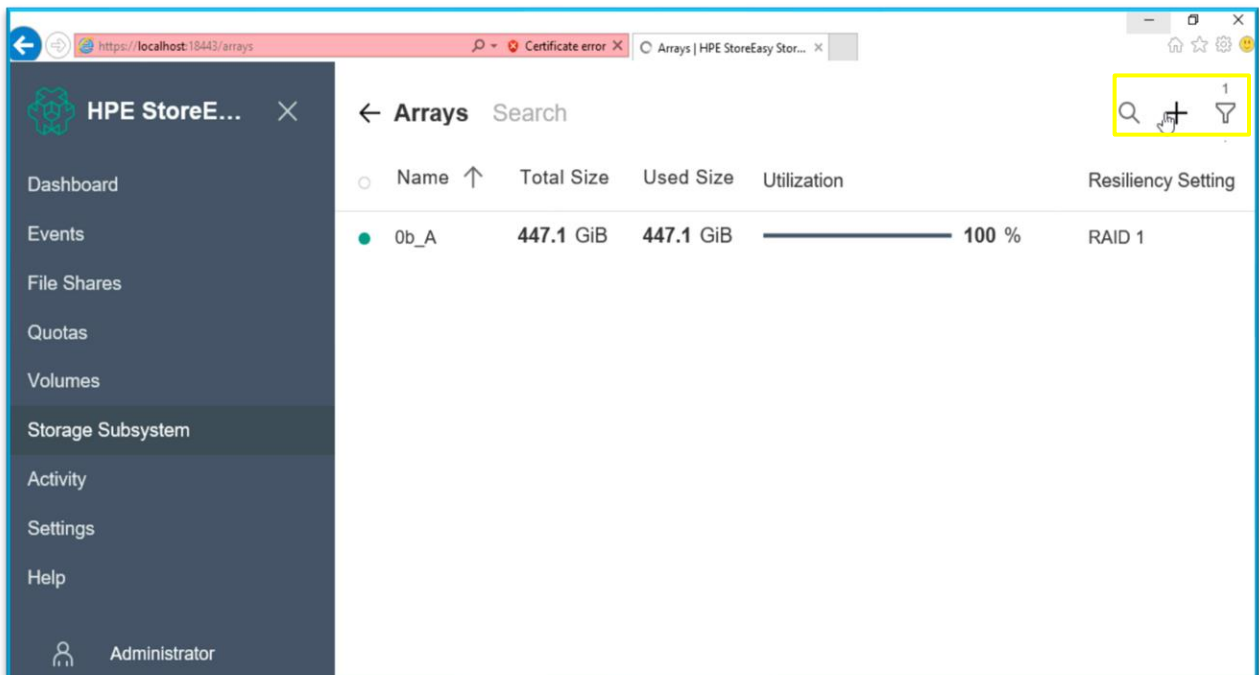 https://localhost:18443/arrays
Certificate error
Arrays | HPE StoreEasy Stor...
HPE StoreE...
Dashboard
Events
File Shares
Quotas
Volumes
Storage Subsystem
Activity
Settings
Help
Administrator
Arrays Search
1
Name Total Size Used Size Utilization Resiliency Setting
0b_A 447.1 GiB 447.1 GiB 100 % RAID 1